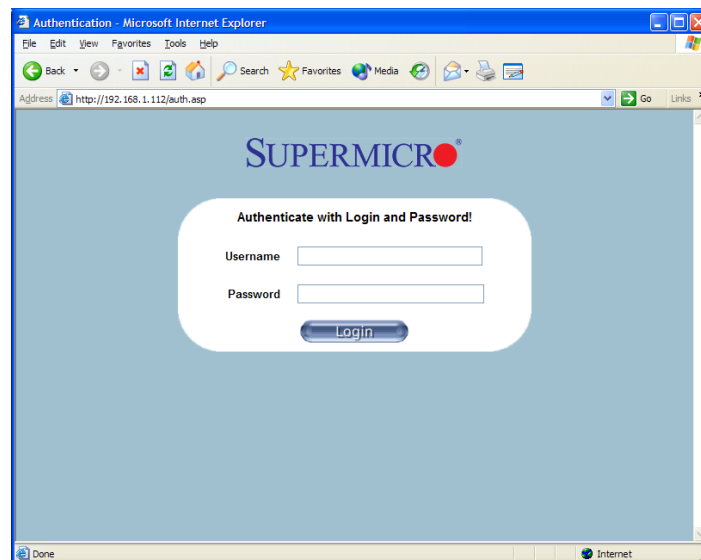 Authentication - Microsoft Internet Explorer
File Edit View Favorites Tools Help
Back Search Favorites Media
Address http://192.168.1.112/auth.asp Go Links »
SUPERMICRO®
Authenticate with Login and Password!
Username
Password
Login
Done Internet